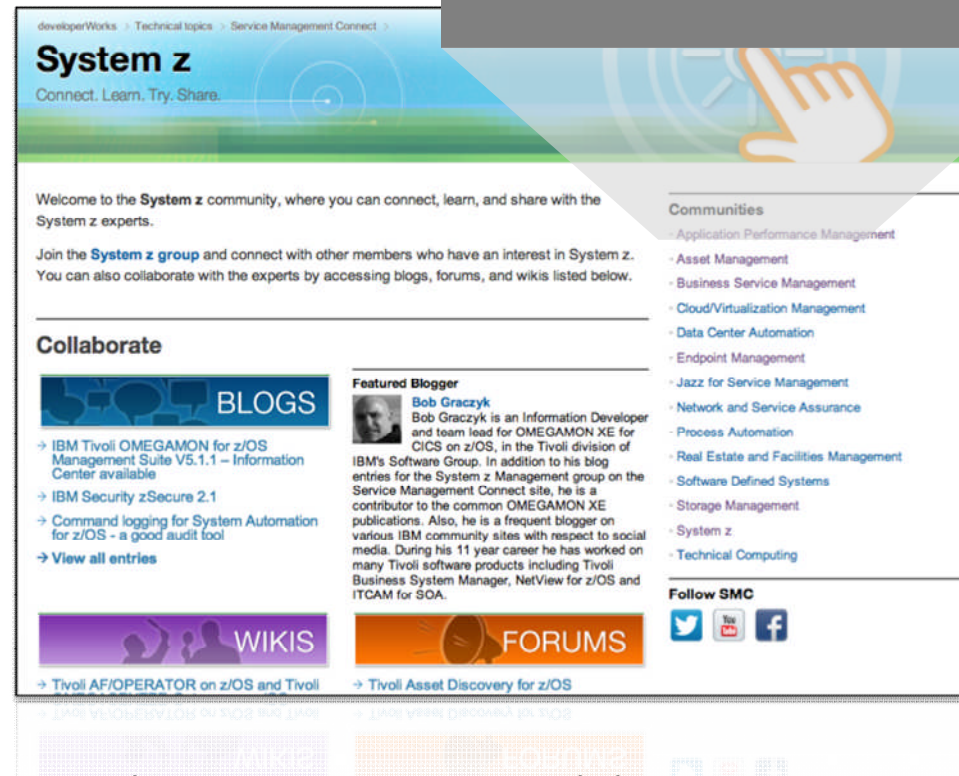 developerWorks > Technical topics > Service Management Connect >
System z
Connect. Learn. Try. Share.
Welcome to the System z community, where you can connect, learn, and share with the
System z experts.
Join the System z group and connect with other members who have an interest in System z.
You can also collaborate with the experts by accessing blogs, forums, and wikis listed below.
Collaborate
BLOGS
→ IBM Tivoli OMEGAMON for z/OS
Management Suite V5.1.1 – Information
Center available
→ IBM Security zSecure 2.1
→ Command logging for System Automation
for z/OS - a good audit tool
→ View all entries
Featured Blogger
Bob Graczyk
Bob Graczyk is an Information Developer
and team lead for OMEGAMON XE for
CICS on z/OS, in the Tivoli division of
IBM's Software Group. In addition to his blog
entries for the System z Management group on the
Service Management Connect site, he is a
contributor to the common OMEGAMON XE
publications. Also, he is a frequent blogger on
various IBM community sites with respect to social
media. During his 11 year career he has worked on
many Tivoli software products including Tivoli
Business System Manager, NetView for z/OS and
ITCAM for SOA.
WIKIS
→ Tivoli AF/OPERATOR on z/OS and Tivoli
FORUMS
→ Tivoli Asset Discovery for z/OS
Communities
Application Performance Management
Asset Management
Business Service Management
Cloud/Virtualization Management
Data Center Automation
Endpoint Management
Jazz for Service Management
Network and Service Assurance
Process Automation
Real Estate and Facilities Management
Software Defined Systems
Storage Management
System z
Technical Computing
Follow SMC
You Tube